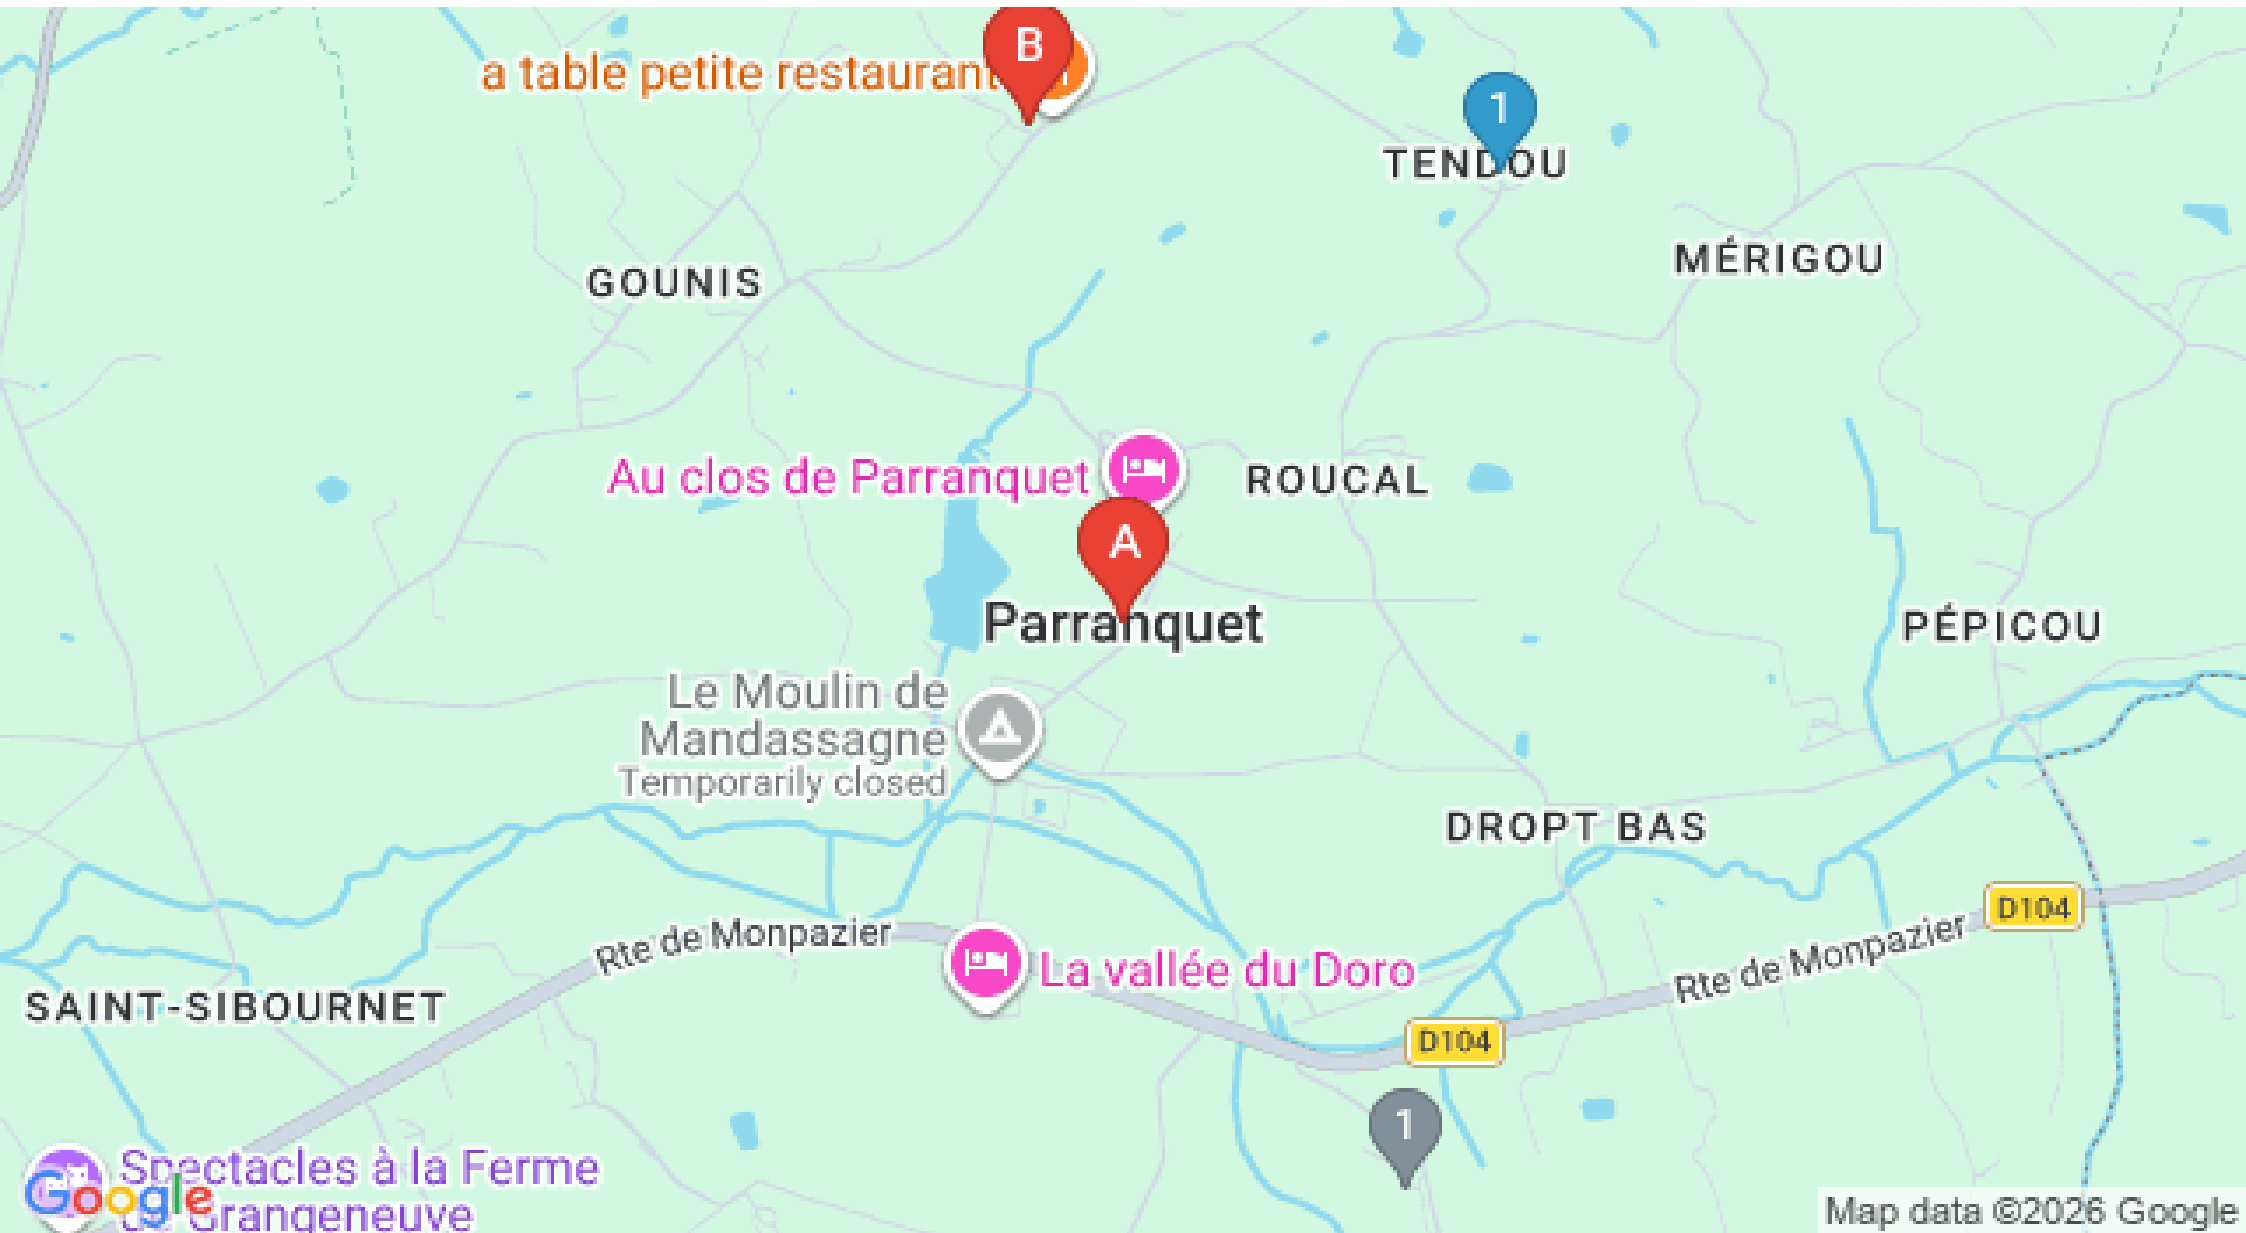 B
a table petite restaurant
1
TENDOU
MÉRIGOU
GOUNIS
Au clos de Parranquet
ROUCAL
A
Parranquet
PÉPICOU
Le Moulin de
Mandassagne
Temporarily closed
DROPT BAS
D104
Rte de Monpazier
Rte de Monpazier
La vallée du Doro
SAINT-SIBOURNET
D104
1
Spectacles à la Ferme
de Grangeneuve
Google
Map data ©2026 Google